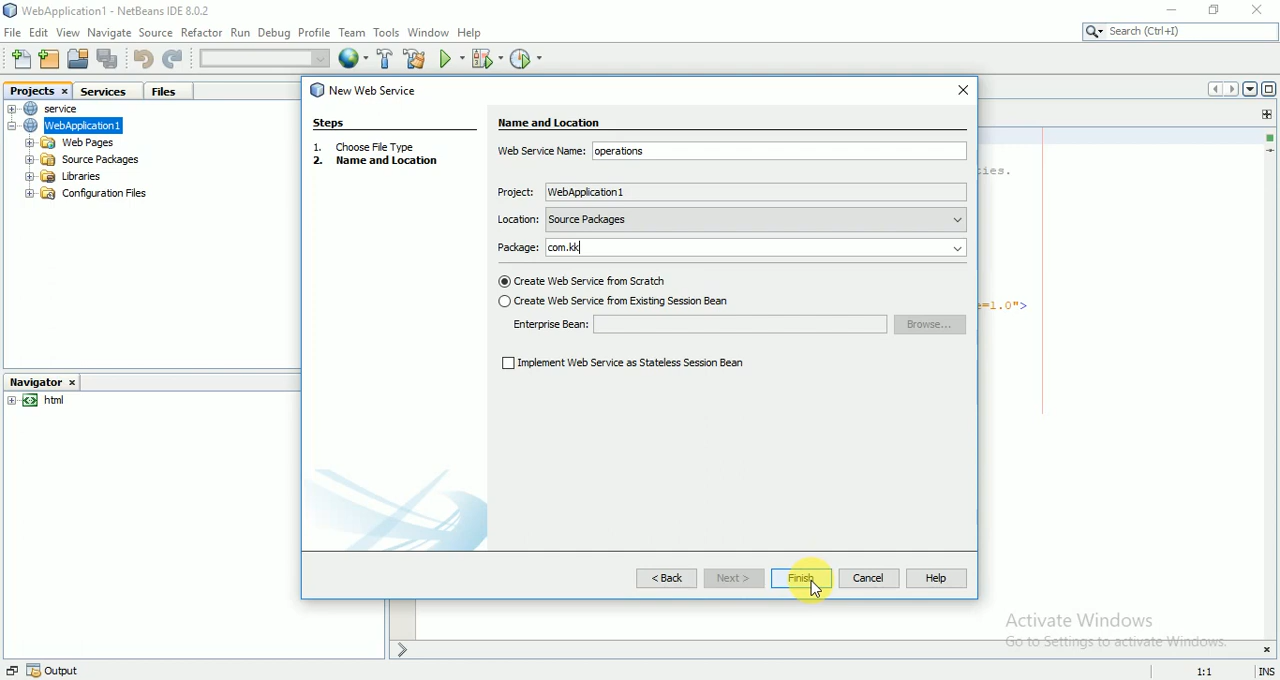 WebApplication1 - NetBeans IDE 8.0.2
File Edit View Navigate Source Refactor Run Debug Profile Team Tools Window Help
Search (Ctrl+I)
Projects Services Files
service
WebApplication1
Web Pages
Source Packages
Libraries
Configuration Files
Navigator
html
New Web Service
Steps
1. Choose File Type
2. Name and Location
Name and Location
Web Service Name: operations
Project: WebApplication1
Location: Source Packages
Package: com.kk
Create Web Service from Scratch
Create Web Service from Existing Session Bean
Enterprise Bean: Browse...
Implement Web Service as Stateless Session Bean
< Back Next > Finish Cancel Help
ies.
=1.0">
Activate Windows
Go to Settings to activate Windows.
Output 1:1 INS